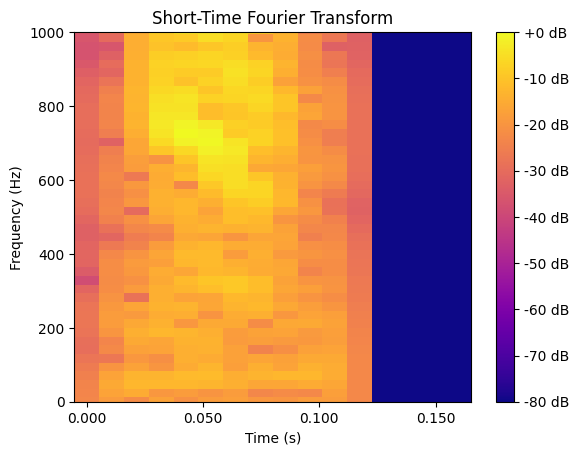 Short-Time Fourier Transform
1000
800
600
400
200
0
Frequency (Hz)
0.000
0.050
0.100
0.150
Time (s)
+0 dB
-10 dB
-20 dB
-30 dB
-40 dB
-50 dB
-60 dB
-70 dB
-80 dB